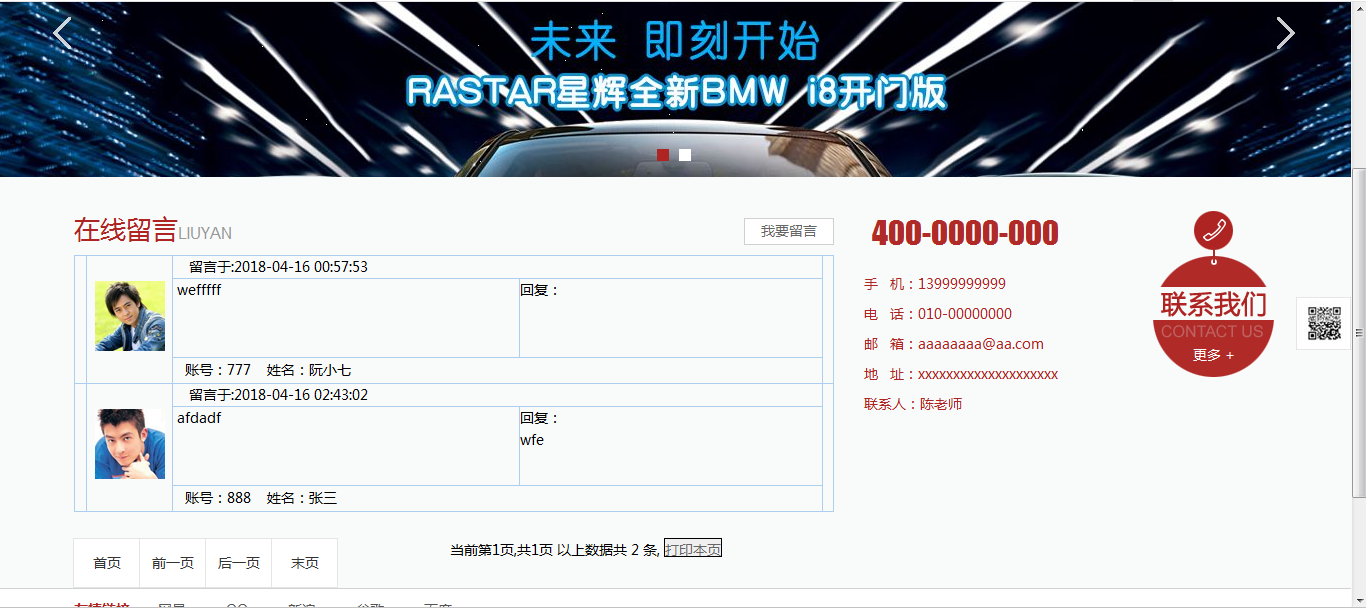 未来 即刻开始
RASTAR星辉全新BMW i8开门版
在线留言LIUYAN
我要留言
留言于:2018-04-16 00:57:53
wefffff
回复：
账号：777 姓名：阮小七
留言于:2018-04-16 02:43:02
afdadf
回复：
wfe
账号：888 姓名：张三
首页 前一页 后一页 末页
当前第1页,共1页 以上数据共 2 条, 打印本页
400-0000-000
手 机：13999999999
电 话：010-00000000
邮 箱：aaaaaaaa@aa.com
地 址：xxxxxxxxxxxxxxxxxxxx
联系人：陈老师
联系我们
CONTACT US
更多 +